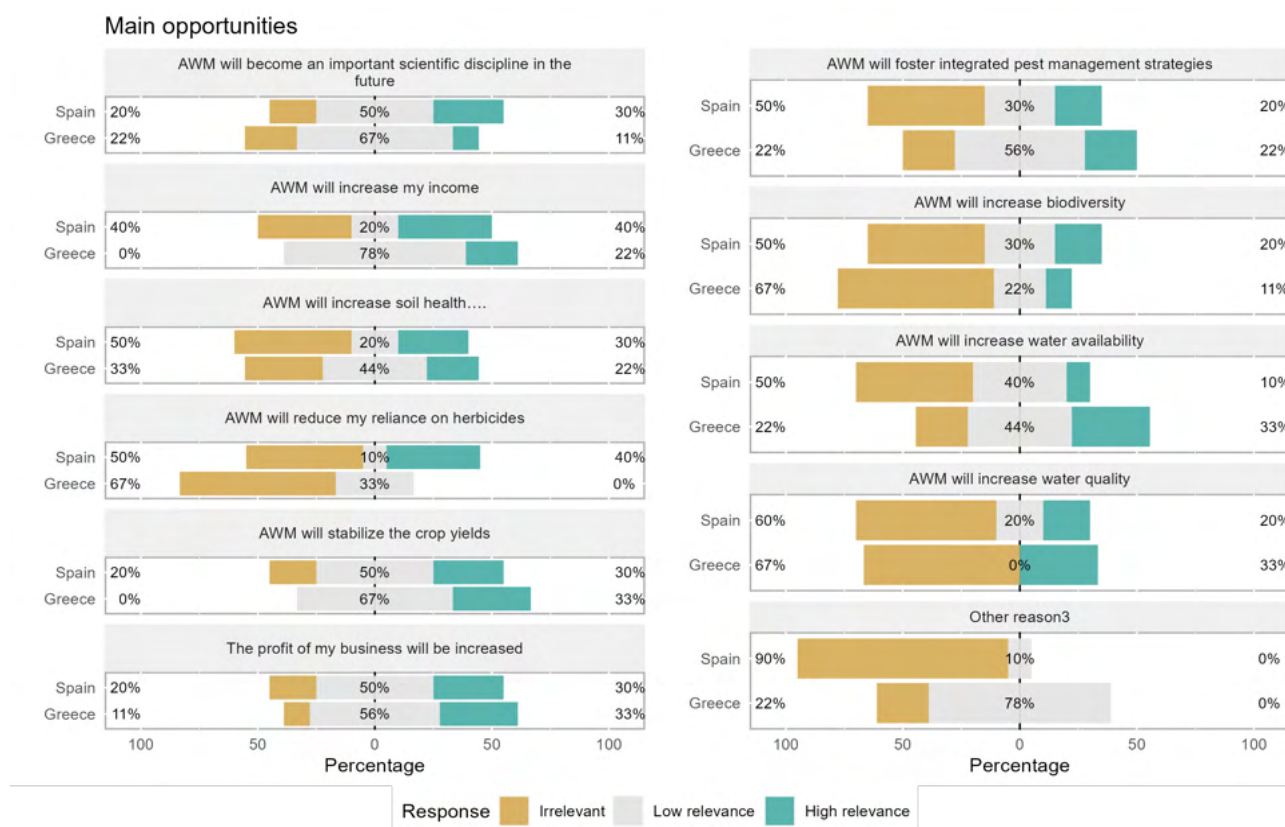 Main opportunities
AWM will become an important scientific discipline in the
future
Spain 20% 50% 30%
Greece 22% 67% 11%
AWM will increase my income
Spain 40% 20% 40%
Greece 0% 78% 22%
AWM will increase soil health….
Spain 50% 20% 30%
Greece 33% 44% 22%
AWM will reduce my reliance on herbicides
Spain 50% 10% 40%
Greece 67% 33% 0%
AWM will stabilize the crop yields
Spain 20% 50% 30%
Greece 0% 67% 33%
The profit of my business will be increased
Spain 20% 50% 30%
Greece 11% 56% 33%
100 50 0 50 100
Percentage
AWM will foster integrated pest management strategies
Spain 50% 30% 20%
Greece 22% 56% 22%
AWM will increase biodiversity
Spain 50% 30% 20%
Greece 67% 22% 11%
AWM will increase water availability
Spain 50% 40% 10%
Greece 22% 44% 33%
AWM will increase water quality
Spain 60% 20% 20%
Greece 67% 0% 33%
Other reason3
Spain 90% 10% 0%
Greece 22% 78% 0%
100 50 0 50 100
Percentage
Response Irrelevant Low relevance High relevance